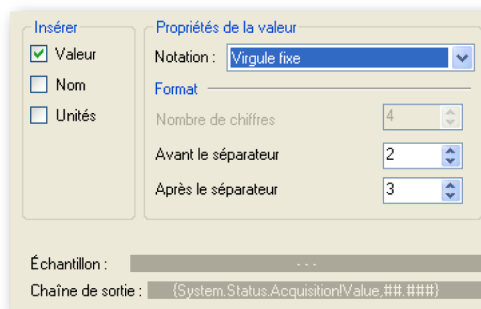 Insérer
Valeur
Nom
Unités
Propriétés de la valeur
Notation : Virgule fixe
Format
Nombre de chiffres 4
Avant le séparateur 2
Après le séparateur 3
Échantillon : - - -
Chaîne de sortie : {System.Status.Acquisition!Value,##.###}